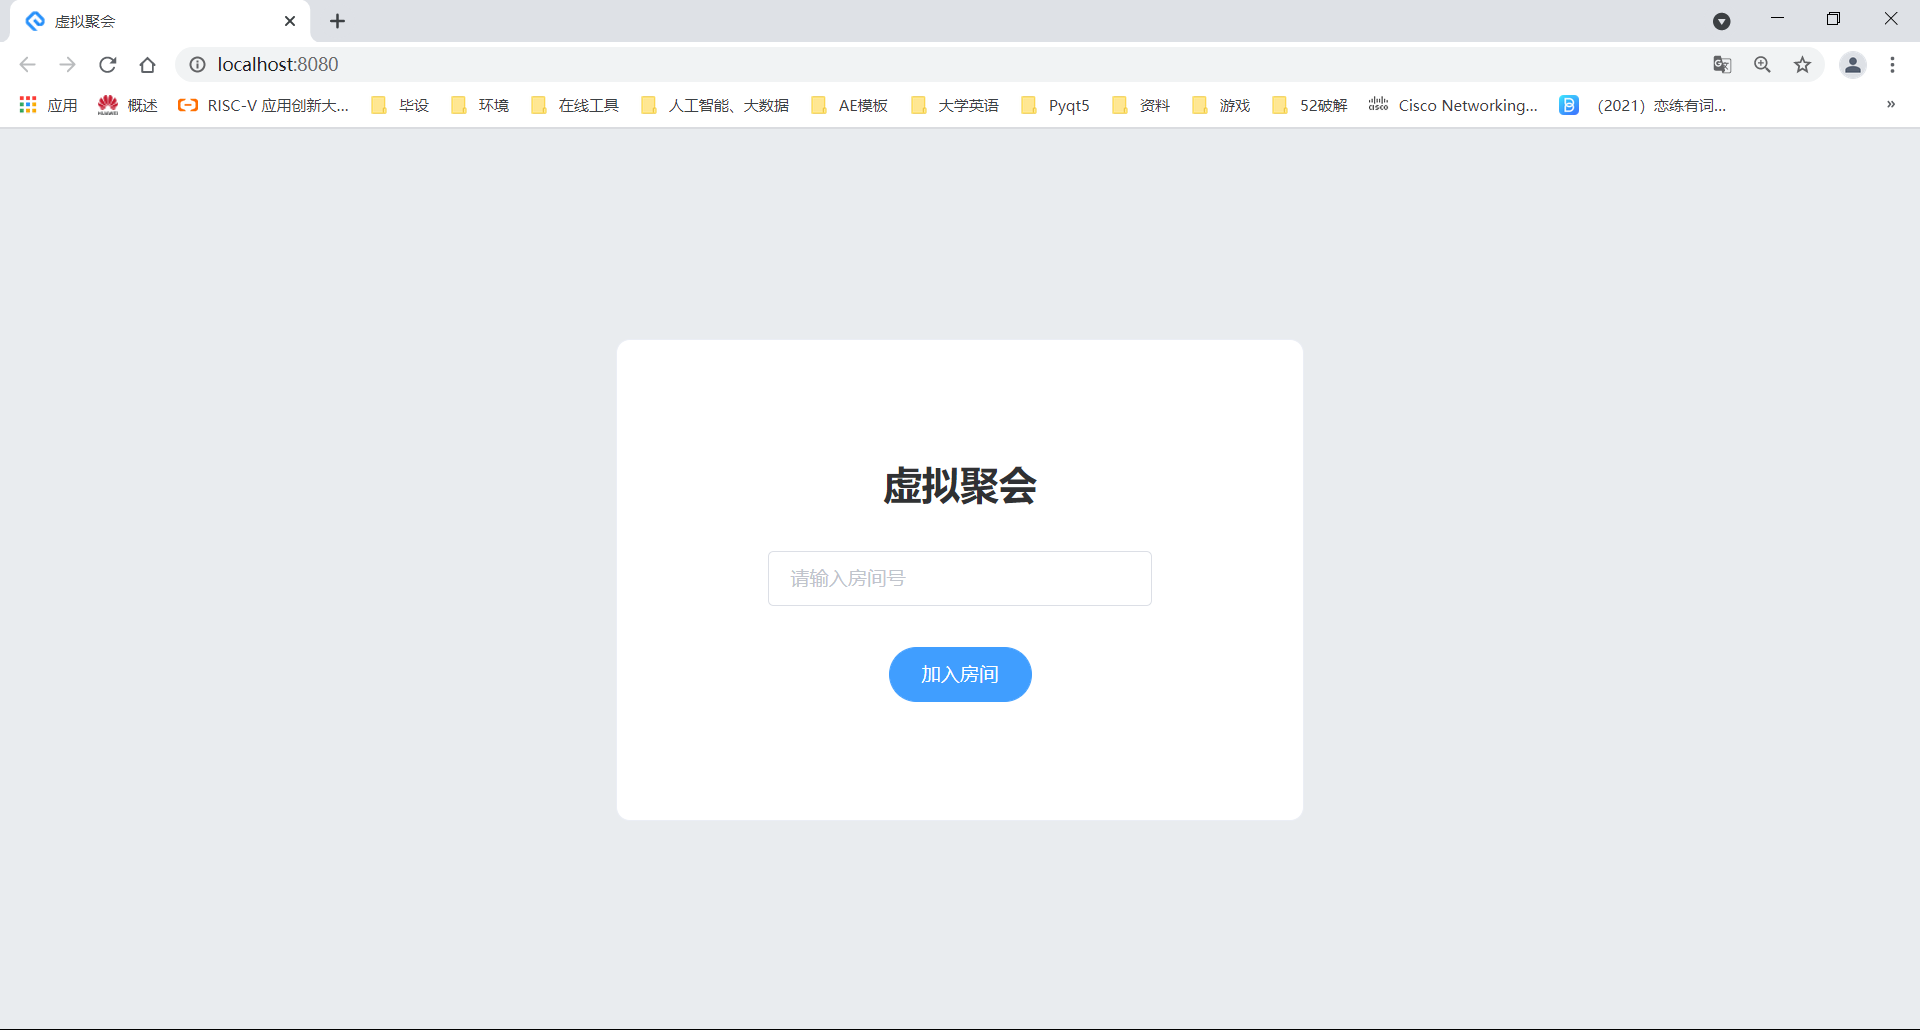 虚拟聚会
localhost:8080
应用 HUAWEI 概述 RISC-V 应用创新大... 毕设 环境 在线工具 人工智能、大数据 AE模板 大学英语 Pyqt5 资料 游戏 52破解 cisco Cisco Networking... (2021) 恋练有词... »
虚拟聚会
请输入房间号
加入房间